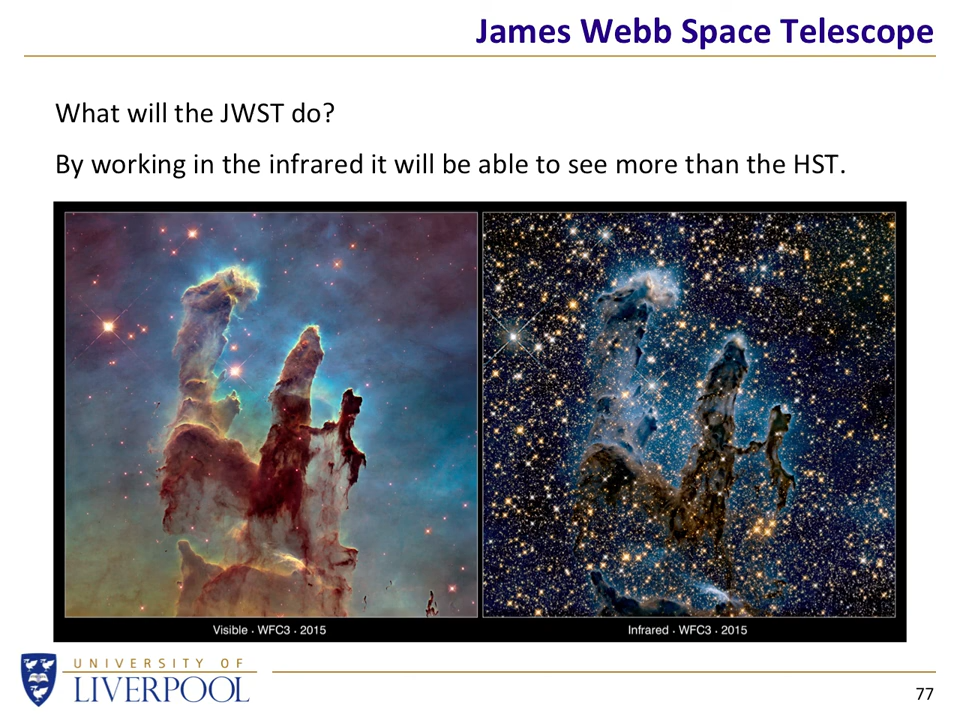 James Webb Space Telescope
What will the JWST do?
By working in the infrared it will be able to see more than the HST.
Visible · WFC3 · 2015
Infrared · WFC3 · 2015
UNIVERSITY OF
LIVERPOOL
77